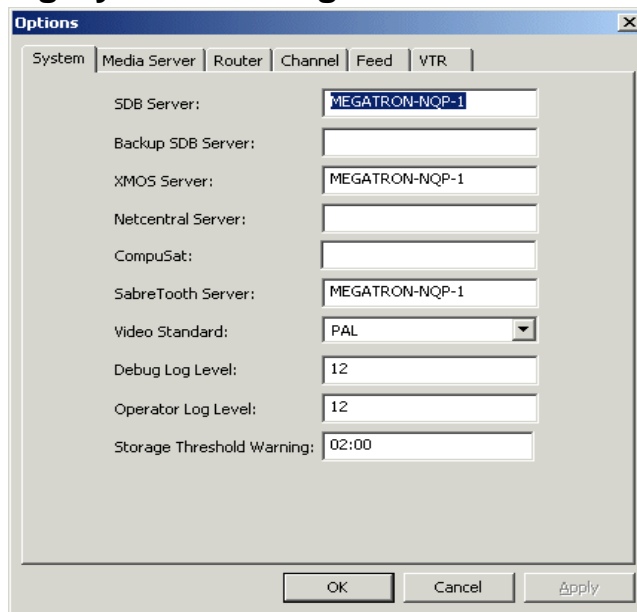 Options
System Media Server Router Channel Feed VTR
SDB Server: MEGATRON-NQP-1
Backup SDB Server:
XMOS Server: MEGATRON-NQP-1
Netcentral Server:
CompuSat:
SabreTooth Server: MEGATRON-NQP-1
Video Standard: PAL
Debug Log Level: 12
Operator Log Level: 12
Storage Threshold Warning: 02:00
OK Cancel Apply